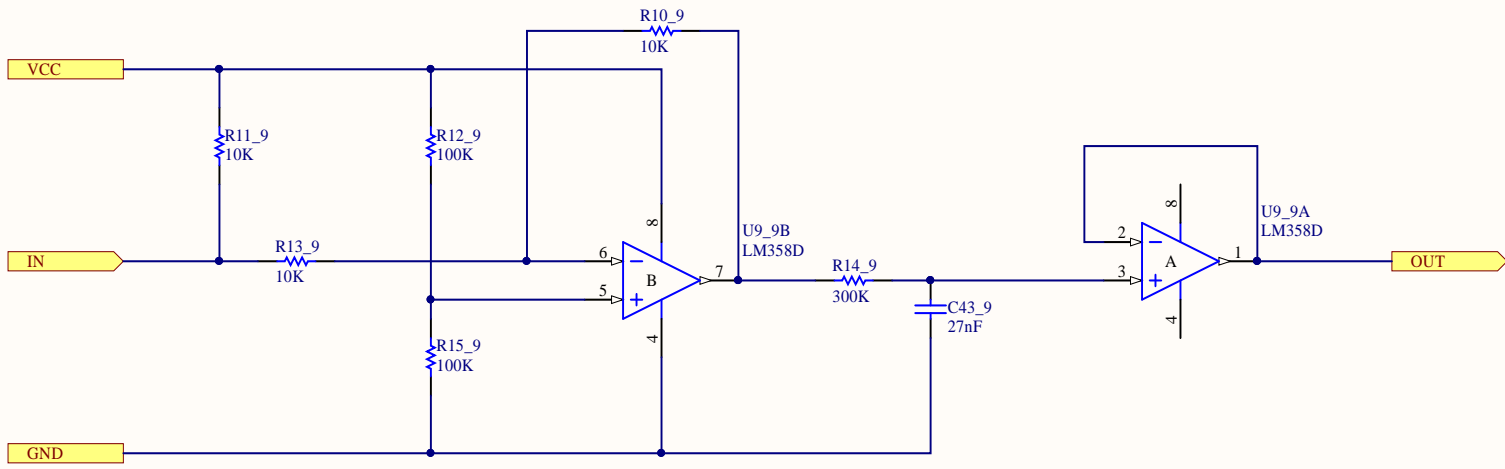 R10_9
10K
VCC
R11_9
10K
R12_9
100K
IN
R13_9
10K
8
6
7
5
B
4
U9_9B
LM358D
R14_9
300K
C43_9
27nF
8
2
1
3
A
4
U9_9A
LM358D
OUT
R15_9
100K
GND